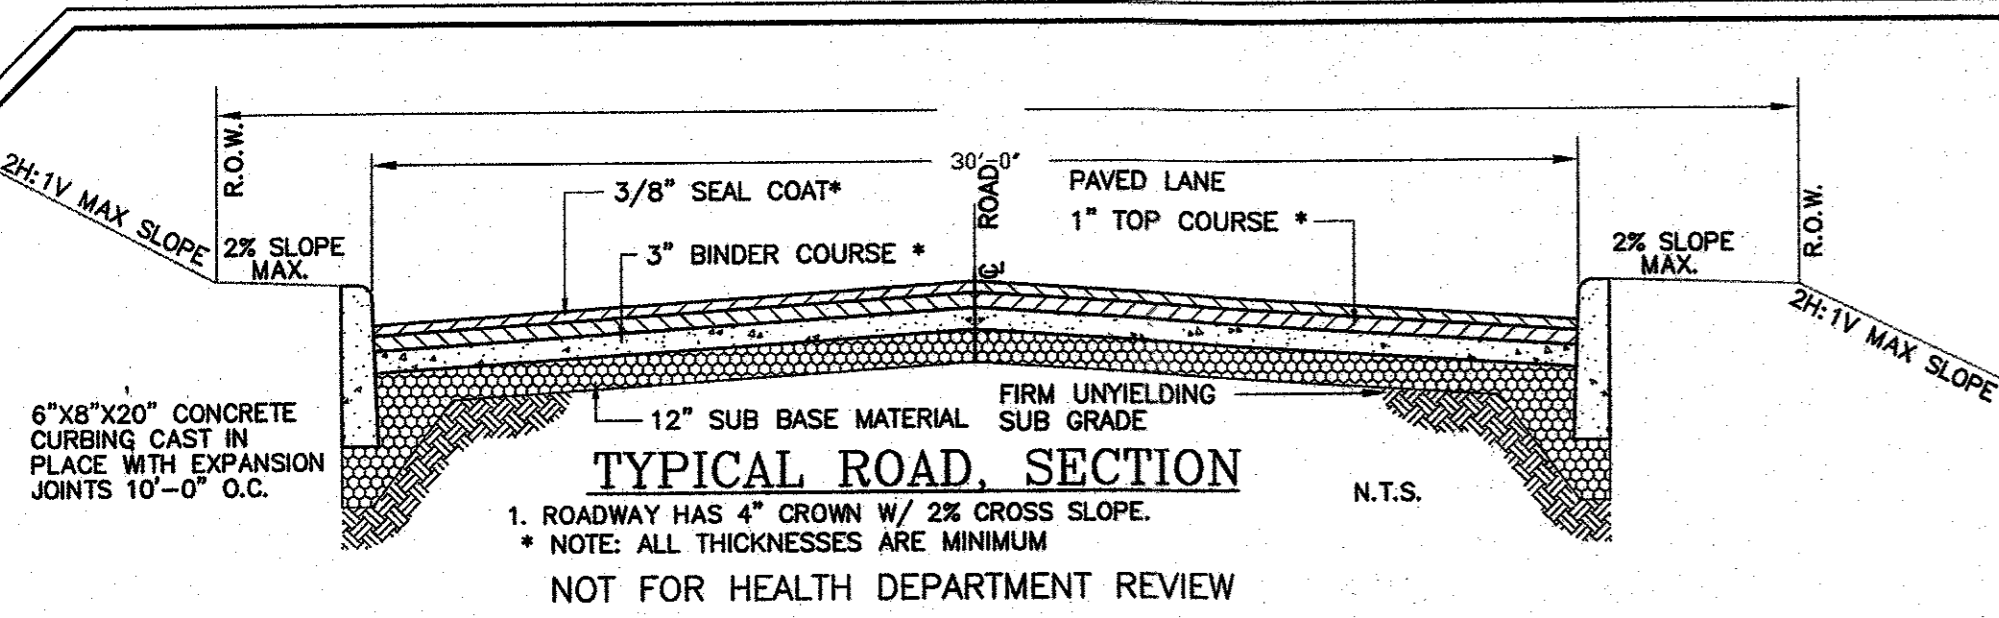 R.O.W.
2H:1V MAX SLOPE
2% SLOPE
MAX.
3/8" SEAL COAT*
3" BINDER COURSE *
30'-0"
℄ ROAD
PAVED LANE
1" TOP COURSE *
2% SLOPE
MAX.
R.O.W.
2H:1V MAX SLOPE
6"X8"X20" CONCRETE
CURBING CAST IN
PLACE WITH EXPANSION
JOINTS 10'-0" O.C.
12" SUB BASE MATERIAL
FIRM UNYIELDING
SUB GRADE
TYPICAL ROAD, SECTION
N.T.S.
1. ROADWAY HAS 4" CROWN W/ 2% CROSS SLOPE.
* NOTE: ALL THICKNESSES ARE MINIMUM
NOT FOR HEALTH DEPARTMENT REVIEW